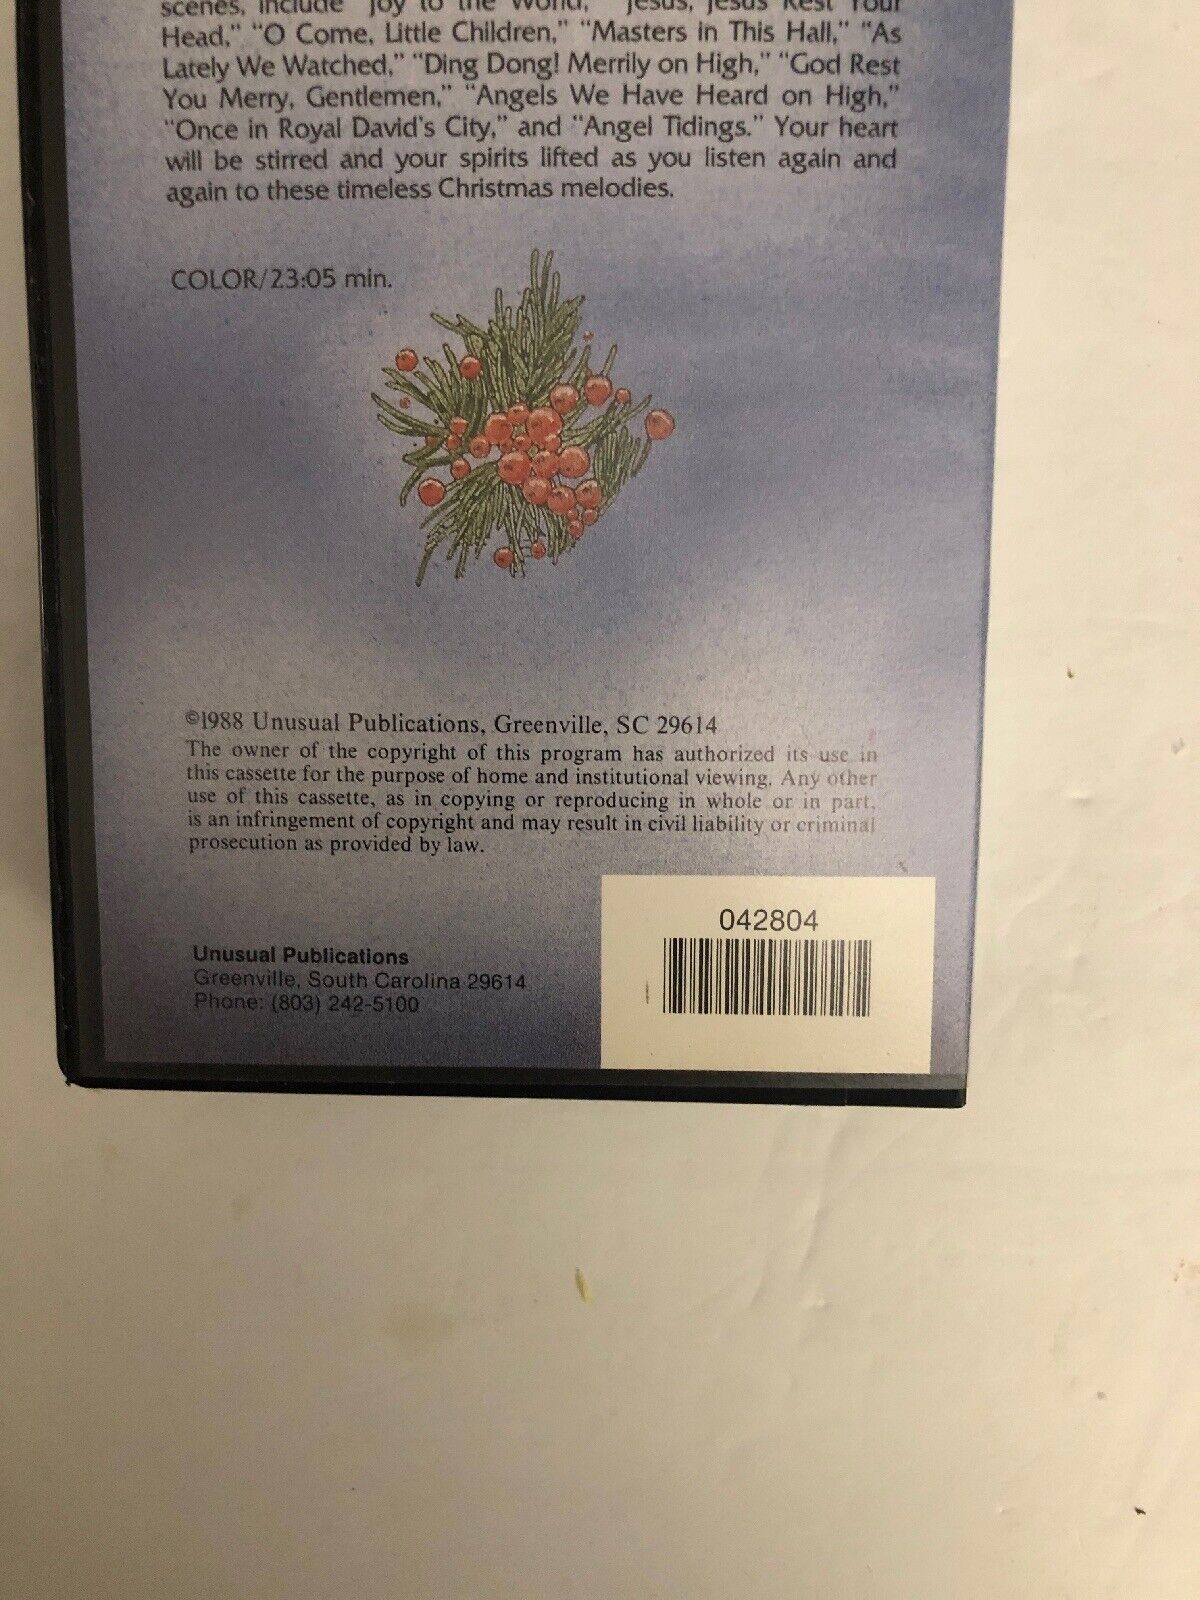 scenes, include "Joy to the World," "Jesus, Jesus Rest Your
Head," "O Come, Little Children," "Masters in This Hall," "As
Lately We Watched," "Ding Dong! Merrily on High," "God Rest
You Merry, Gentlemen," "Angels We Have Heard on High,"
"Once in Royal David's City," and "Angel Tidings." Your heart
will be stirred and your spirits lifted as you listen again and
again to these timeless Christmas melodies.
COLOR/23:05 min.
©1988 Unusual Publications, Greenville, SC 29614
The owner of the copyright of this program has authorized its use in
this cassette for the purpose of home and institutional viewing. Any other
use of this cassette, as in copying or reproducing in whole or in part,
is an infringement of copyright and may result in civil liability or criminal
prosecution as provided by law.
Unusual Publications
Greenville, South Carolina 29614
Phone: (803) 242-5100
042804